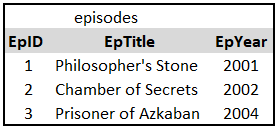 episodes
EpID EpTitle EpYear
1 Philosopher's Stone 2001
2 Chamber of Secrets 2002
3 Prisoner of Azkaban 2004